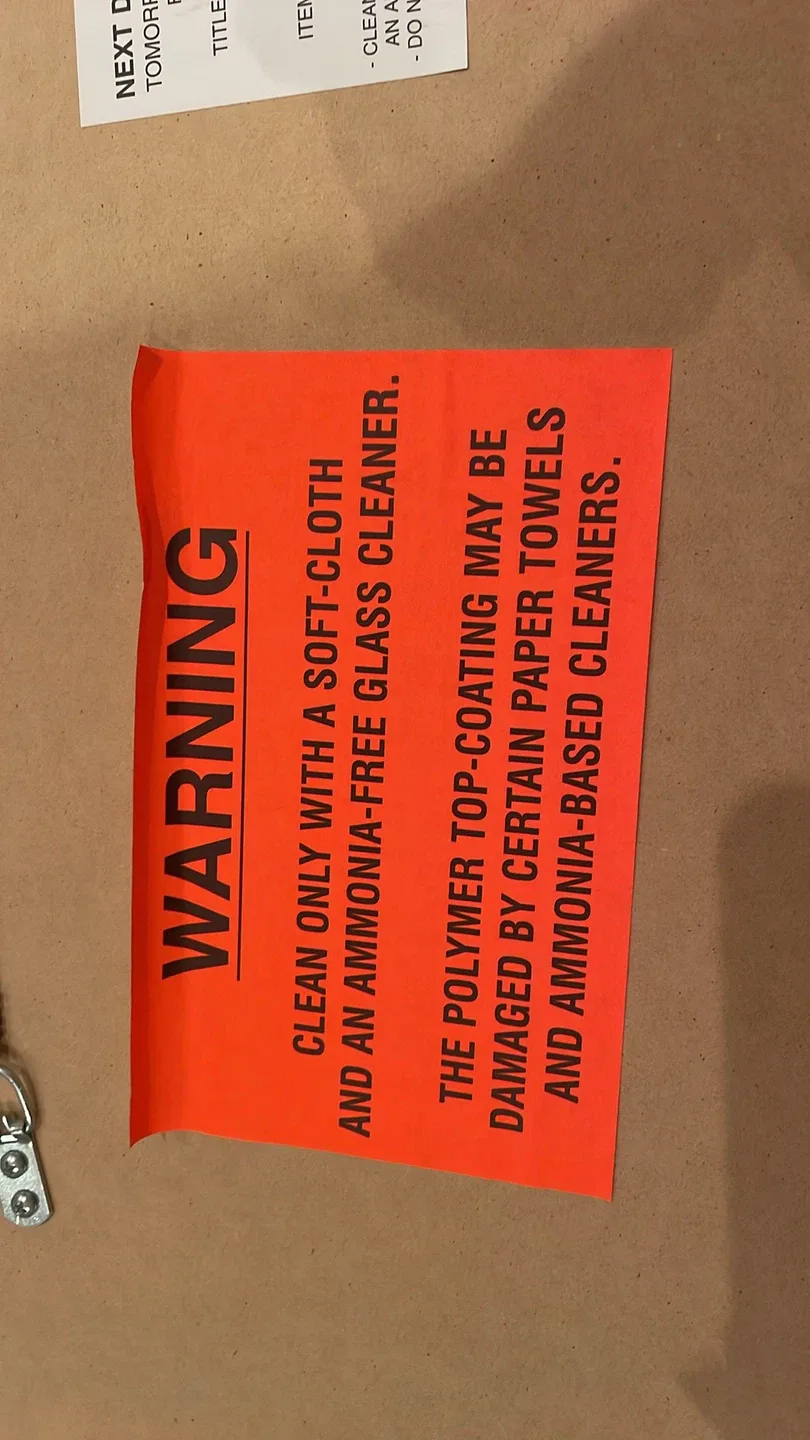 NEXT
TOMORR
TITLE
ITEM
- CLEAN
AN A
- DO N
WARNING
CLEAN ONLY WITH A SOFT-CLOTH
AND AN AMMONIA-FREE GLASS CLEANER.
THE POLYMER TOP-COATING MAY BE
DAMAGED BY CERTAIN PAPER TOWELS
AND AMMONIA-BASED CLEANERS.